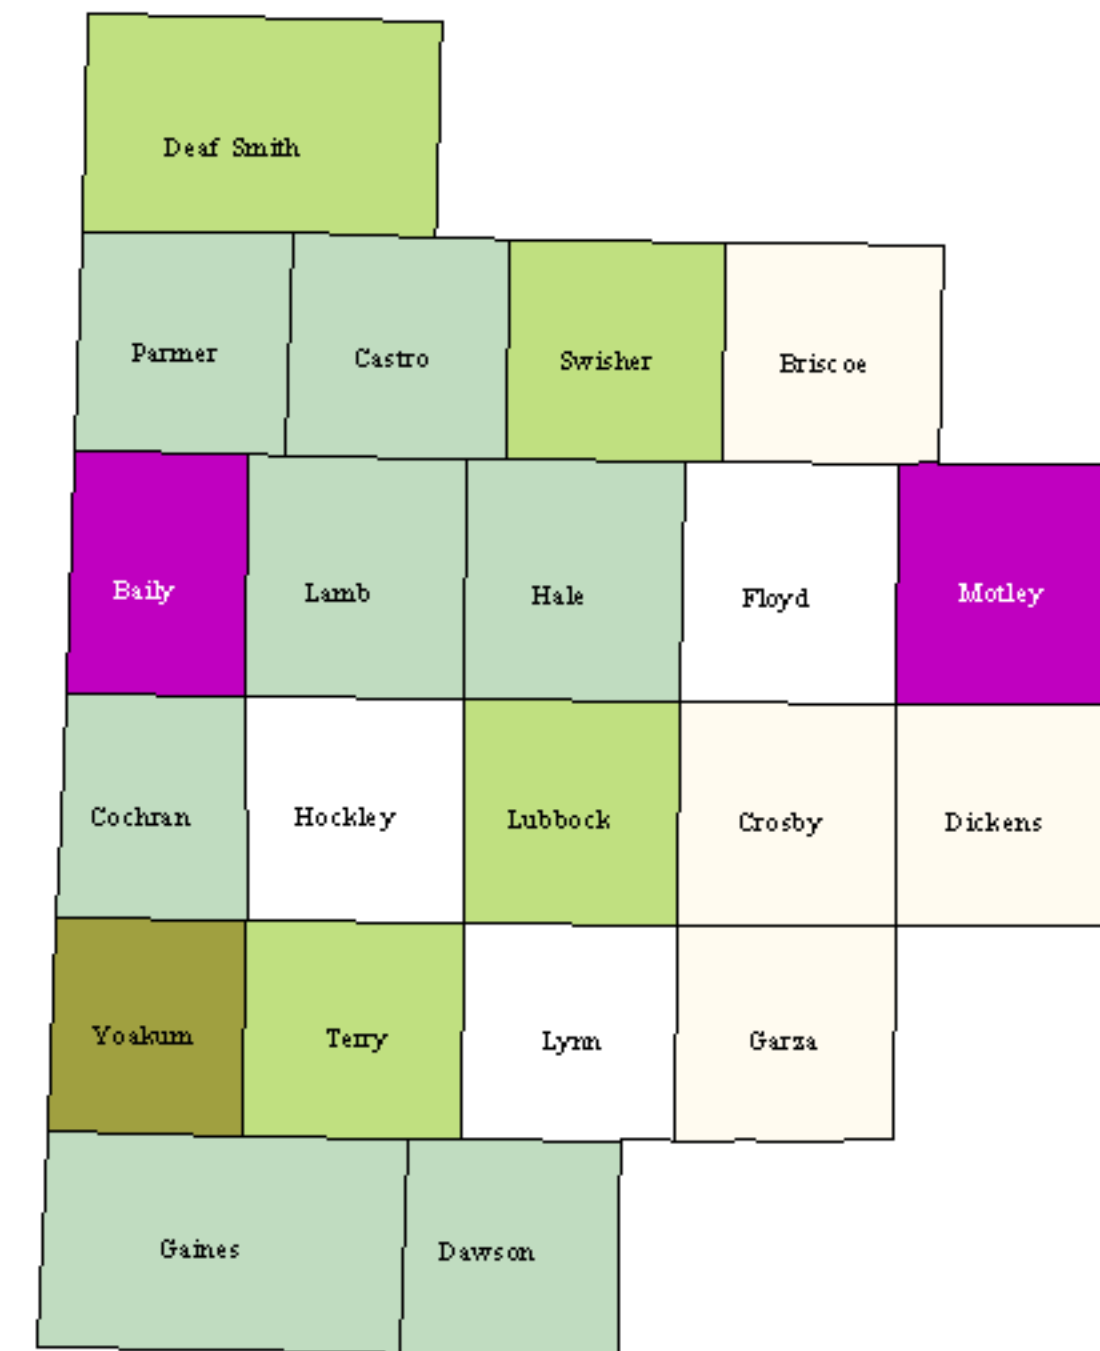 Deaf Smith
Parmer
Castro
Swisher
Briscoe
Baily
Lamb
Hale
Floyd
Motley
Cochran
Hockley
Lubbock
Crosby
Dickens
Yoakum
Terry
Lynn
Garza
Gaines
Dawson